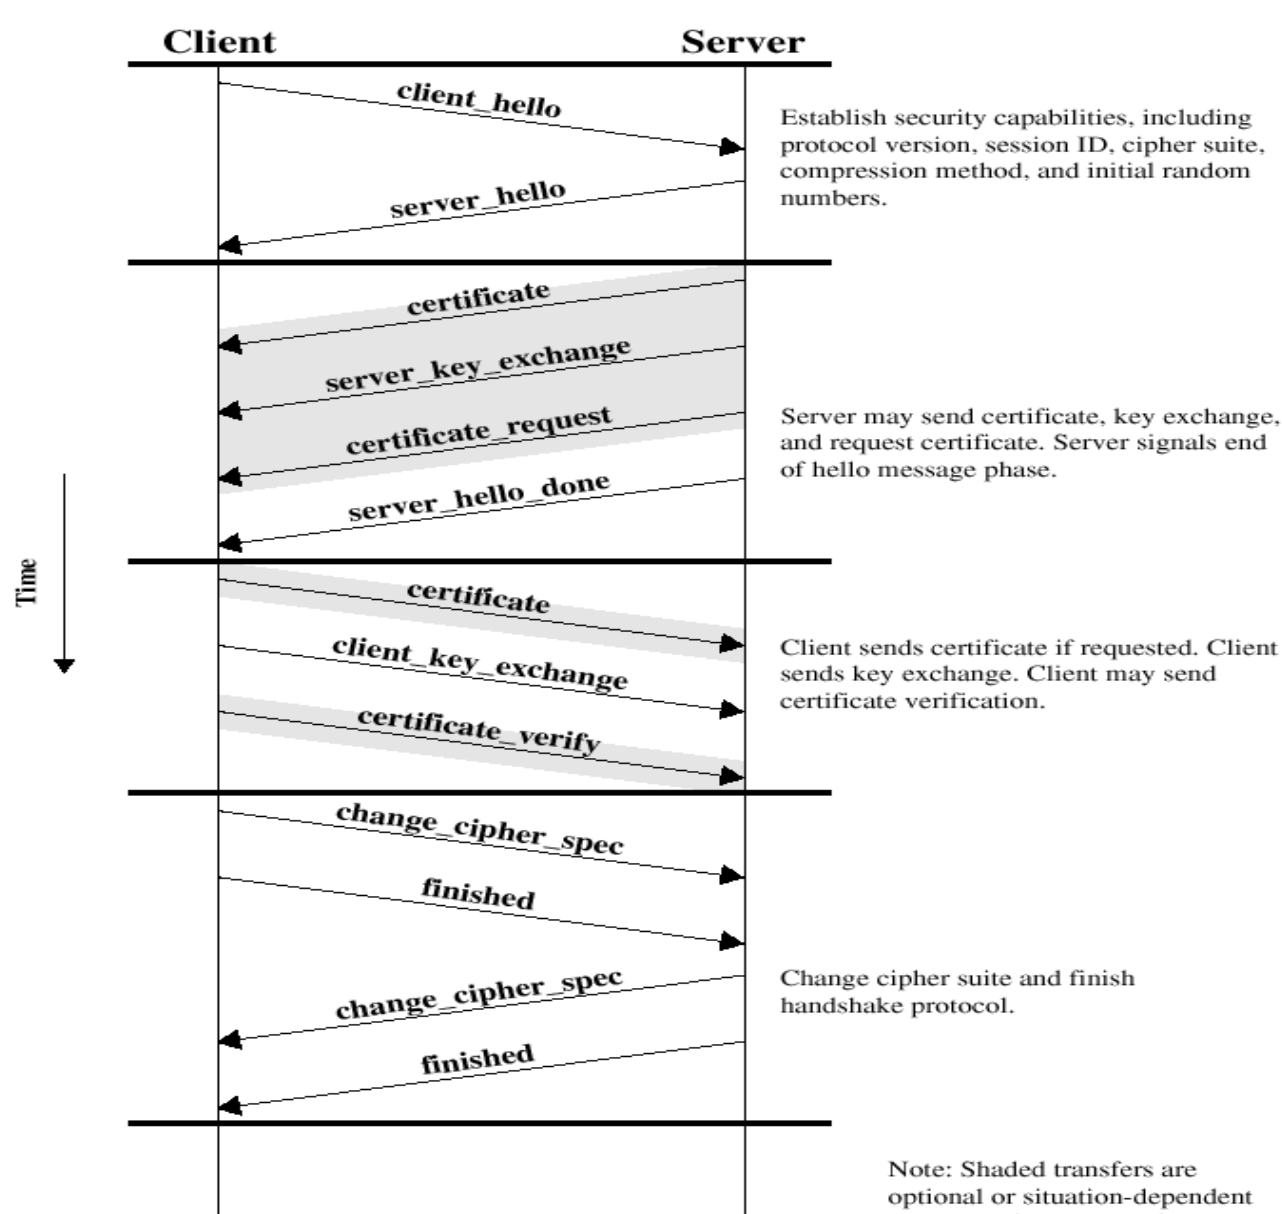 Client Server
client_hello
Establish security capabilities, including
protocol version, session ID, cipher suite,
compression method, and initial random
numbers.
server_hello
certificate
server_key_exchange
certificate_request
Server may send certificate, key exchange,
and request certificate. Server signals end
of hello message phase.
server_hello_done
Time
certificate
client_key_exchange
Client sends certificate if requested. Client
sends key exchange. Client may send
certificate verification.
certificate_verify
change_cipher_spec
finished
change_cipher_spec
Change cipher suite and finish
handshake protocol.
finished
Note: Shaded transfers are
optional or situation-dependent